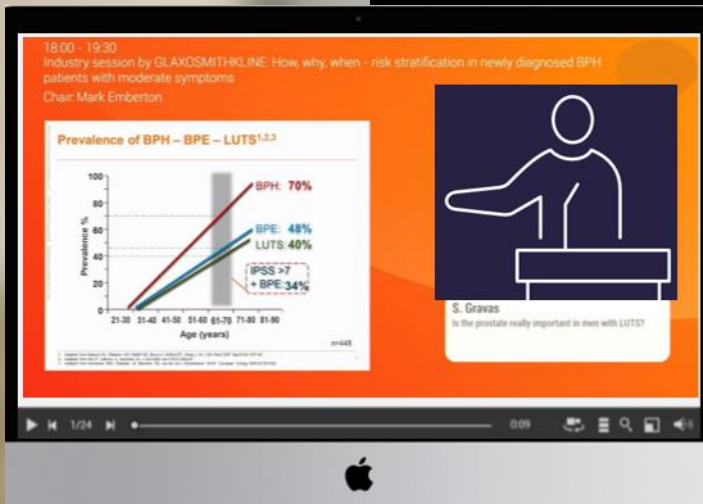 18:00 - 19:30
Industry session by GLAXOSMITHKLINE: How, why, when - risk stratification in newly diagnosed BPH
patients with moderate symptoms
Chair: Mark Emberton
Prevalence of BPH – BPE – LUTS1,2,3
Prevalence %
100
80
60
40
20
0
BPH: 70%
BPE: 48%
LUTS: 40%
IPSS >7
+ BPE: 34%
21-30 31-40 41-50 51-60 61-70 71-80 81-90
Age (years)
n=448
S. Gravas
Is the prostate really important in men with LUTS?
1/24
0:09